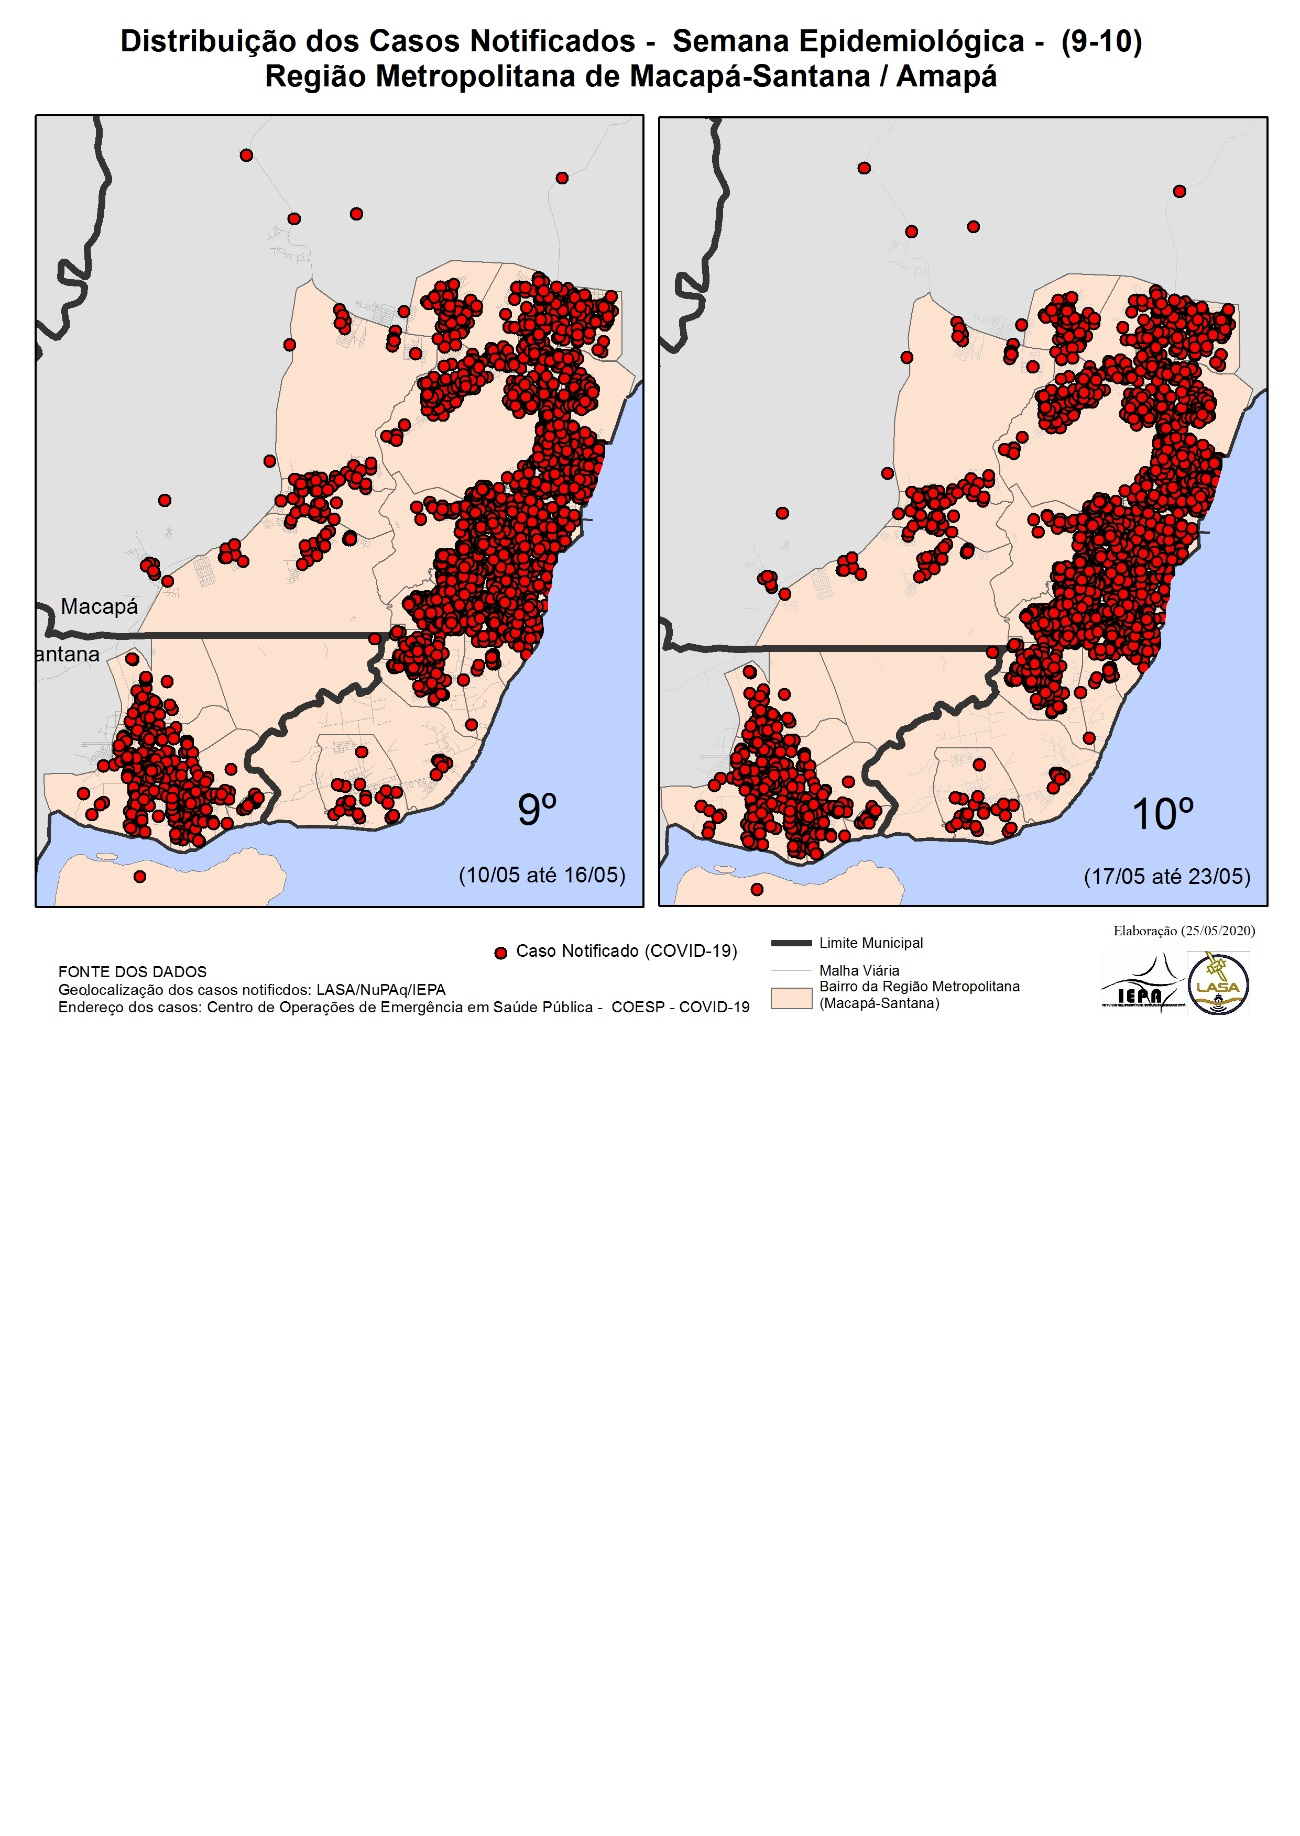 Distribuição dos Casos Notificados -  Semana Epidemiológica -  (9-10)
Região Metropolitana de Macapá-Santana / Amapá
Macapá
antana
9º
(10/05 até 16/05)
10º
(17/05 até 23/05)
Elaboração (25/05/2020)
Caso Notificado (COVID-19)
Limite Municipal
Malha Viária
Bairro da Região Metropolitana
(Macapá-Santana)
FONTE DOS DADOS
Geolocalização dos casos notificdos: LASA/NuPAq/IEPA
Endereço dos casos: Centro de Operações de Emergência em Saúde Pública -  COESP - COVID-19
IEPA
LASA